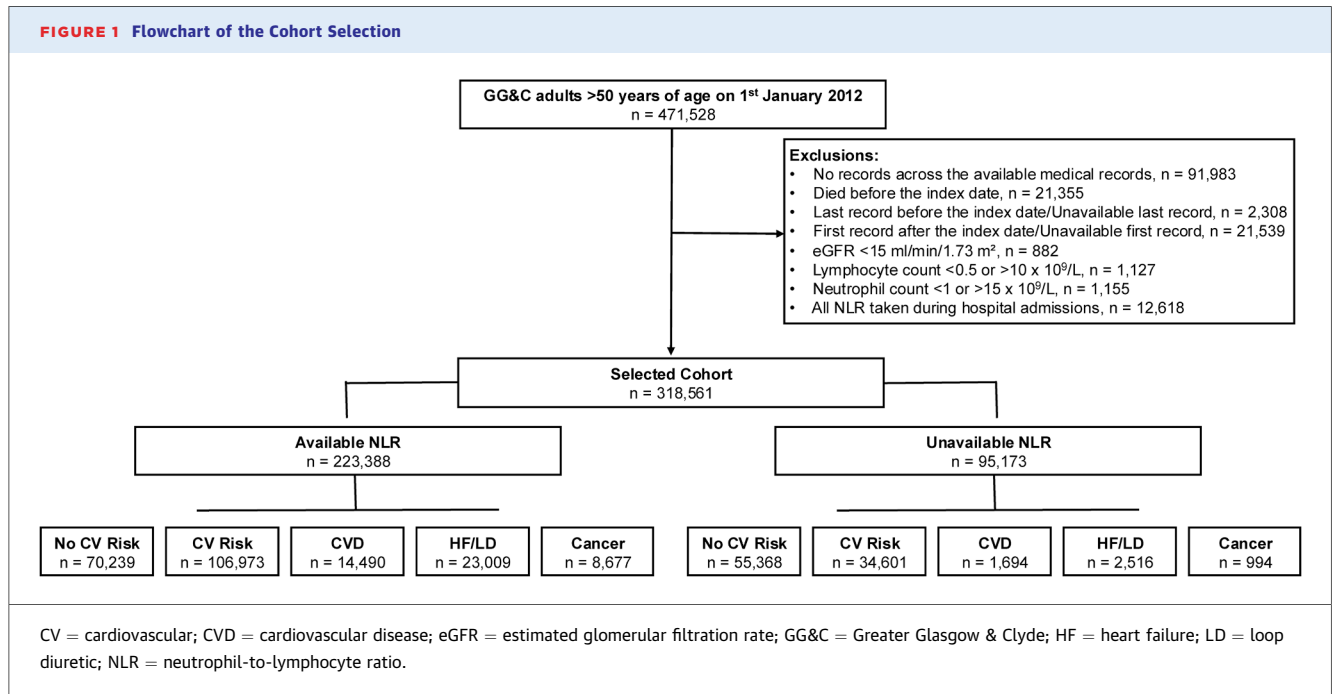 FIGURE 1 Flowchart of the Cohort Selection
GG&C adults >50 years of age on 1st January 2012
n = 471,528
Exclusions:
• No records across the available medical records, n = 91,983
• Died before the index date, n = 21,355
• Last record before the index date/Unavailable last record, n = 2,308
• First record after the index date/Unavailable first record, n = 21,539
• eGFR <15 ml/min/1.73 m², n = 882
• Lymphocyte count <0.5 or >10 x 10⁹/L, n = 1,127
• Neutrophil count <1 or >15 x 10⁹/L, n = 1,155
• All NLR taken during hospital admissions, n = 12,618
Selected Cohort
n = 318,561
Available NLR
n = 223,388
Unavailable NLR
n = 95,173
No CV Risk
n = 70,239
CV Risk
n = 106,973
CVD
n = 14,490
HF/LD
n = 23,009
Cancer
n = 8,677
No CV Risk
n = 55,368
CV Risk
n = 34,601
CVD
n = 1,694
HF/LD
n = 2,516
Cancer
n = 994
CV = cardiovascular; CVD = cardiovascular disease; eGFR = estimated glomerular filtration rate; GG&C = Greater Glasgow & Clyde; HF = heart failure; LD = loop
diuretic; NLR = neutrophil-to-lymphocyte ratio.